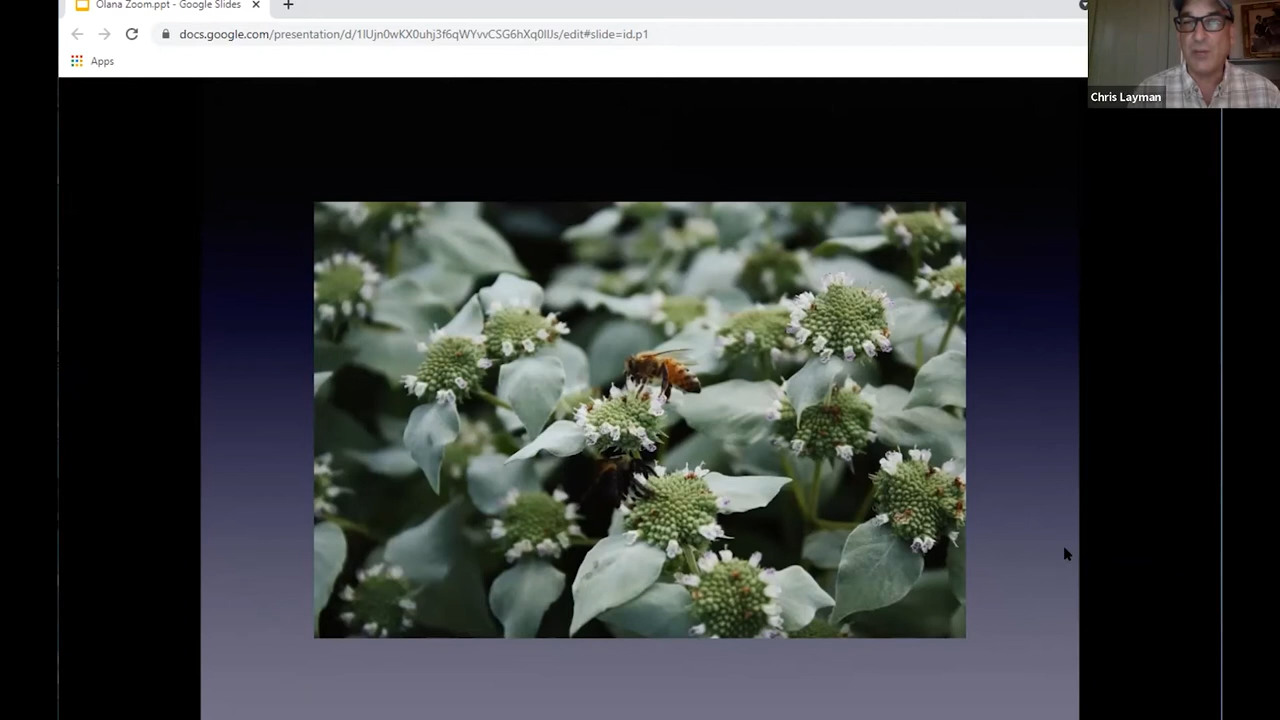 Olana Zoom.ppt - Google Slides
docs.google.com/presentation/d/1lUjn0wKX0uhj3f6qWYvvCSG6hXq0lIJs/edit#slide=id.p1
Apps
Chris Layman